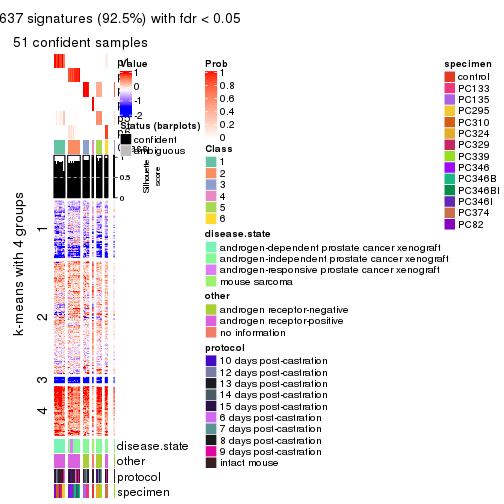 637 signatures (92.5%) with fdr < 0.05
51 confident samples
k-means with 4 groups
1
2
3
4
Value
1
0
-1
-2
Status (barplots)
confident
ambiguous
1
0.5
0
Silhouette
score
disease.state
other
protocol
specimen
Prob
1
0.8
0.6
0.4
0.2
0
Class
1
2
3
4
5
6
disease.state
androgen-dependent prostate cancer xenograft
androgen-independent prostate cancer xenograft
androgen-responsive prostate cancer xenograft
mouse sarcoma
other
androgen receptor-negative
androgen receptor-positive
no information
protocol
10 days post-castration
12 days post-castration
13 days post-castration
14 days post-castration
15 days post-castration
6 days post-castration
7 days post-castration
8 days post-castration
9 days post-castration
intact mouse
specimen
control
PC133
PC135
PC295
PC310
PC324
PC329
PC339
PC346
PC346B
PC346BI
PC346I
PC374
PC82